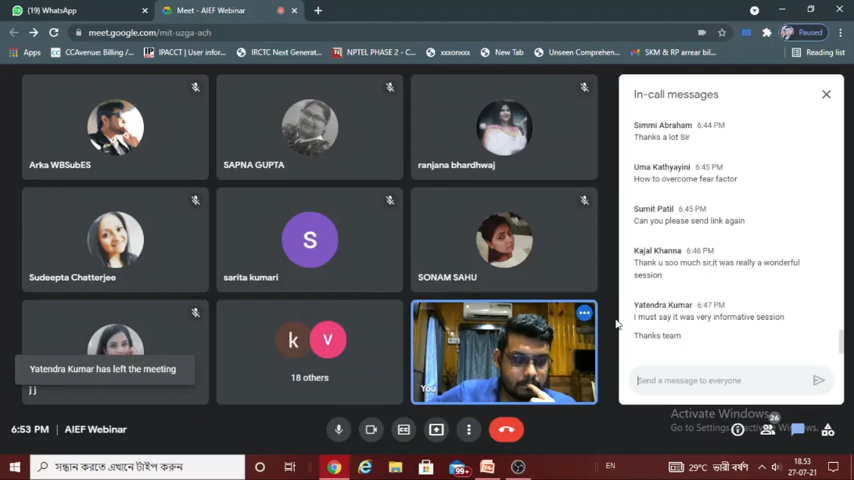 (19) WhatsApp
Meet - AIEF Webinar
meet.google.com/mit-uzga-ach
Paused
Apps
CCAvenue: Billing /...
IPACCT | User infor...
IRCTC Next Generat...
NPTEL PHASE 2 - C...
xxxonxx
New Tab
Unseen Comprehen...
SKM & RP arrear bil...
Reading list
Arka WBSubES
SAPNA GUPTA
ranjana bhardhwaj
Sudeepta Chatterjee
S
sarita kumari
SONAM SAHU
Yatendra Kumar has left the meeting
j j
k
v
18 others
You
In-call messages
Simmi Abraham 6:44 PM
Thanks a lot Sir
Uma Kathyayini 6:45 PM
How to overcome fear factor
Sumit Patil 6:45 PM
Can you please send link again
Kajal Khanna 6:46 PM
Thank u soo much sir,it was really a wonderful
session
Yatendra Kumar 6:47 PM
I must say it was very informative session
Thanks team
Send a message to everyone
Activate Windows
Go to Settings
26
6:53 PM
AIEF Webinar
সন্ধান করতে এখানে টাইপ করুন
99+
EN
29°C ভারী বর্ষণ
18.53
27-07-21